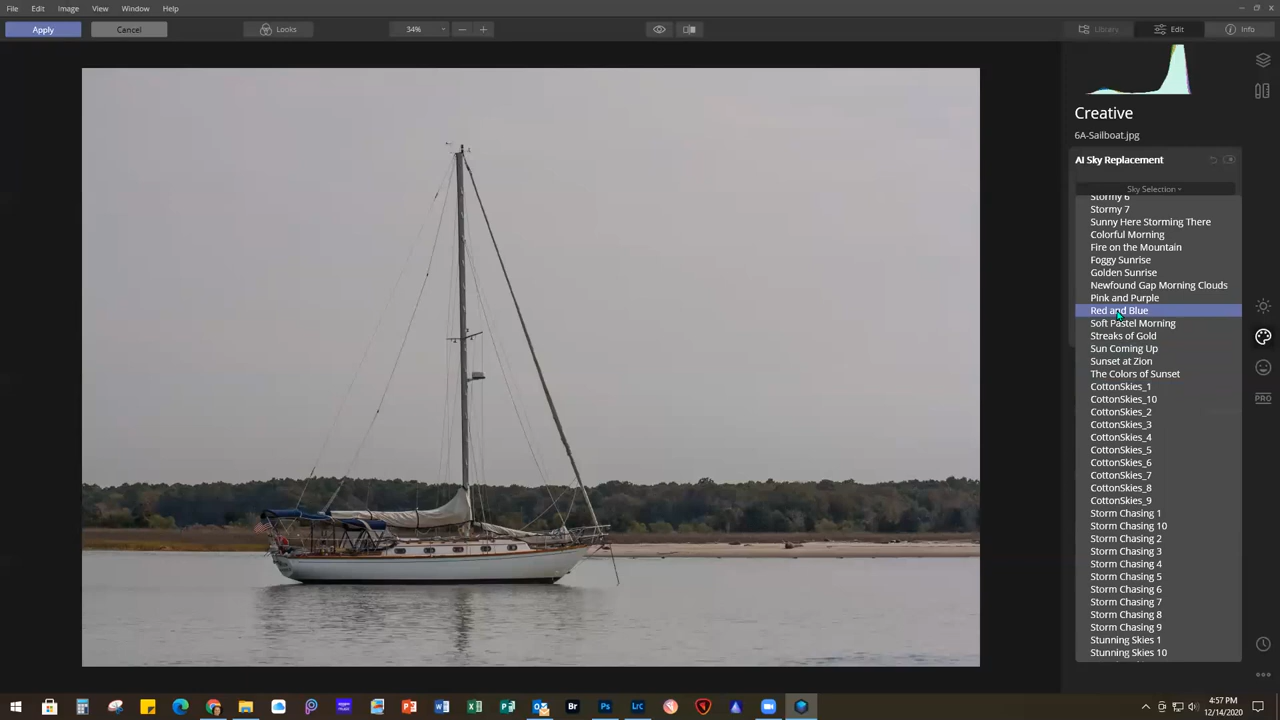 File Edit Image View Window Help
Apply Cancel Looks 34% Library Edit Info
Creative
6A-Sailboat.jpg
AI Sky Replacement
Sky Selection
Stormy 6
Stormy 7
Sunny Here Storming There
Colorful Morning
Fire on the Mountain
Foggy Sunrise
Golden Sunrise
Newfound Gap Morning Clouds
Pink and Purple
Red and Blue
Soft Pastel Morning
Streaks of Gold
Sun Coming Up
Sunset at Zion
The Colors of Sunset
CottonSkies_1
CottonSkies_10
CottonSkies_2
CottonSkies_3
CottonSkies_4
CottonSkies_5
CottonSkies_6
CottonSkies_7
CottonSkies_8
CottonSkies_9
Storm Chasing 1
Storm Chasing 10
Storm Chasing 2
Storm Chasing 3
Storm Chasing 4
Storm Chasing 5
Storm Chasing 6
Storm Chasing 7
Storm Chasing 8
Storm Chasing 9
Stunning Skies 1
Stunning Skies 10
PRO
Br Ps Lrc
4:57 PM
12/14/2020